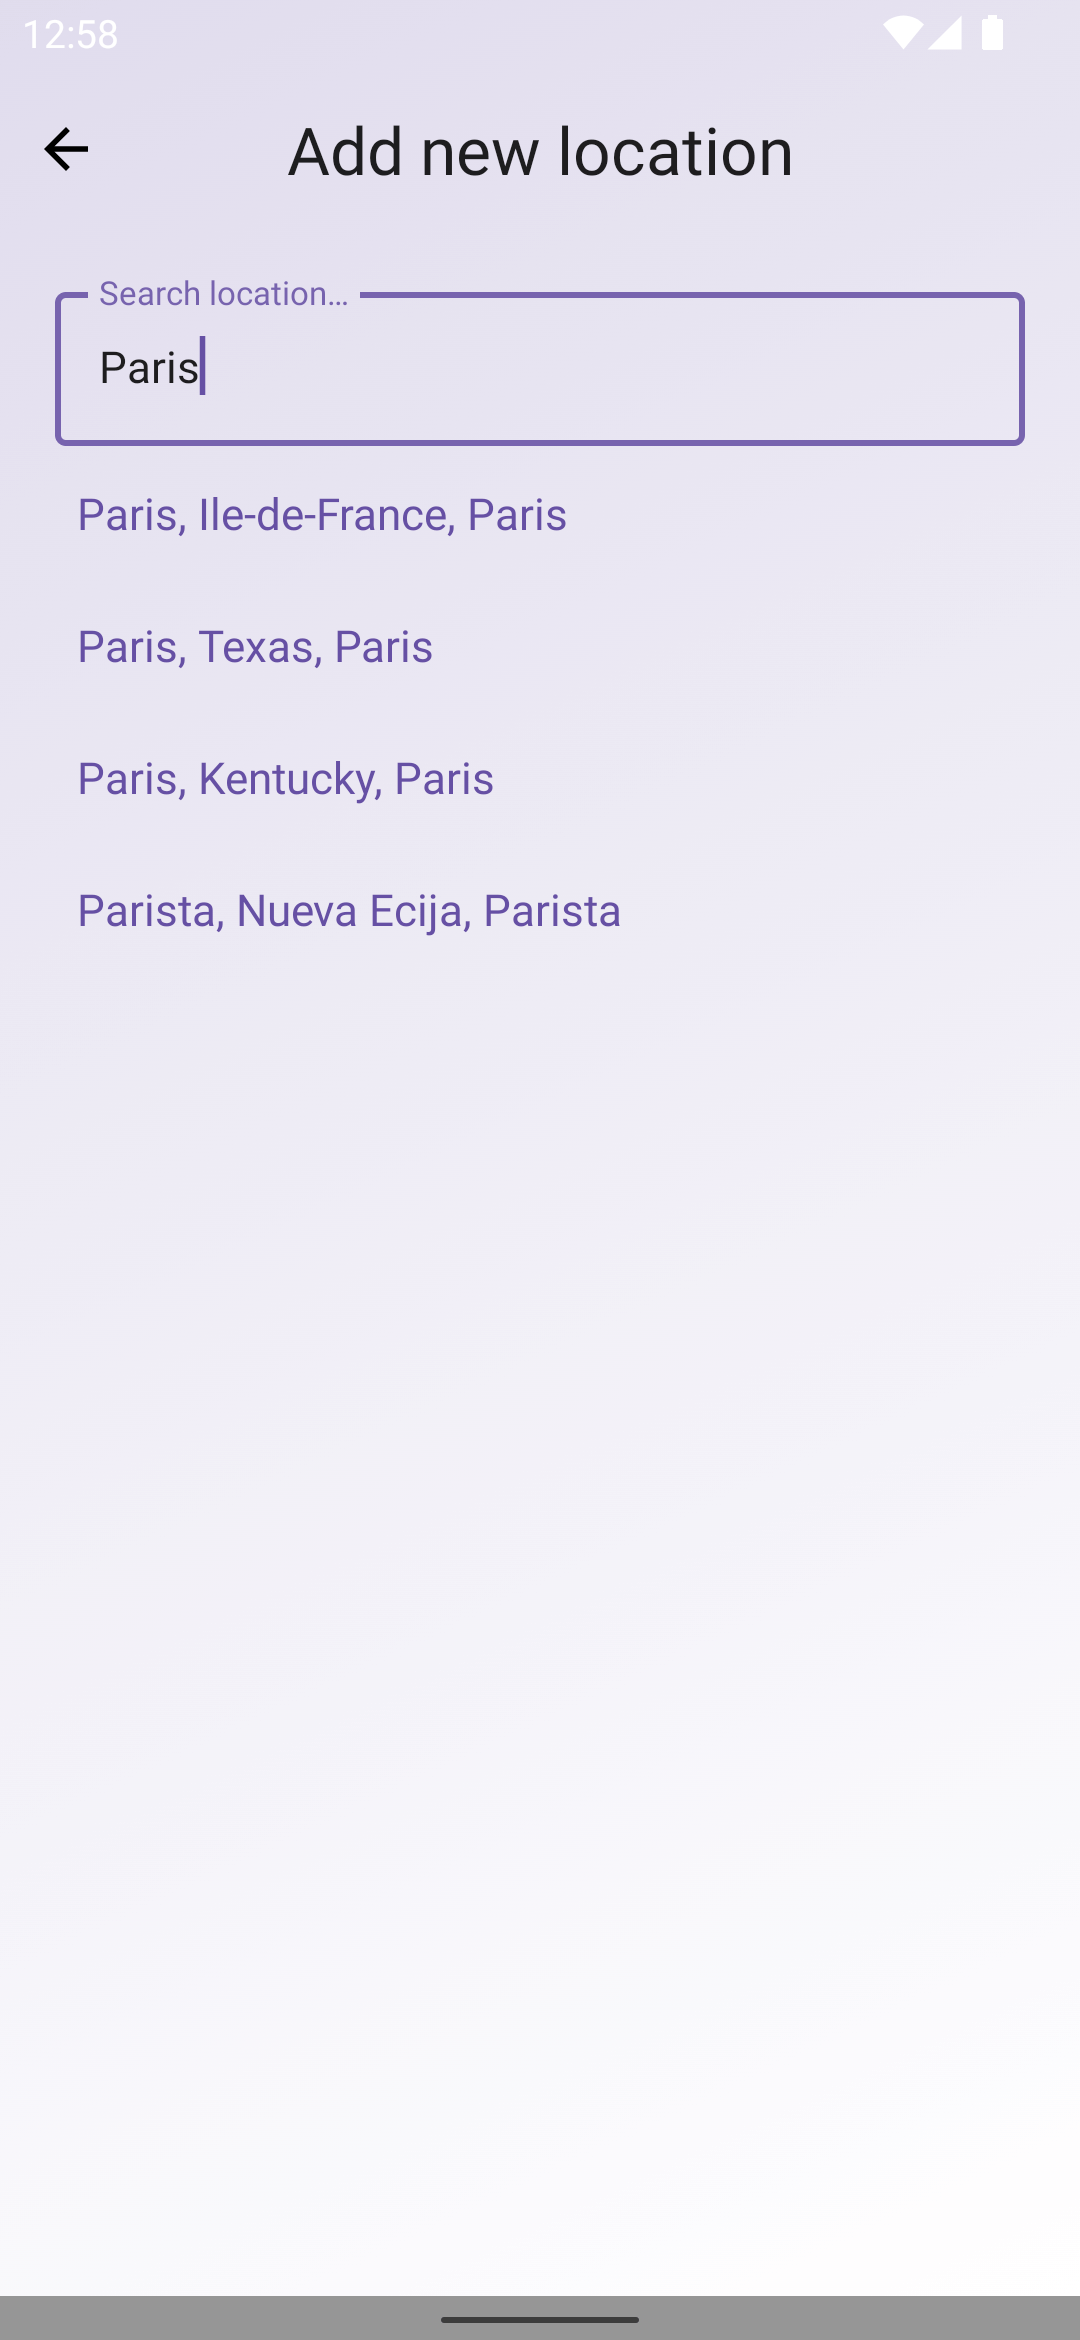 12:58
Add new location
Search location...
Paris
Paris, Ile-de-France, Paris
Paris, Texas, Paris
Paris, Kentucky, Paris
Parista, Nueva Ecija, Parista